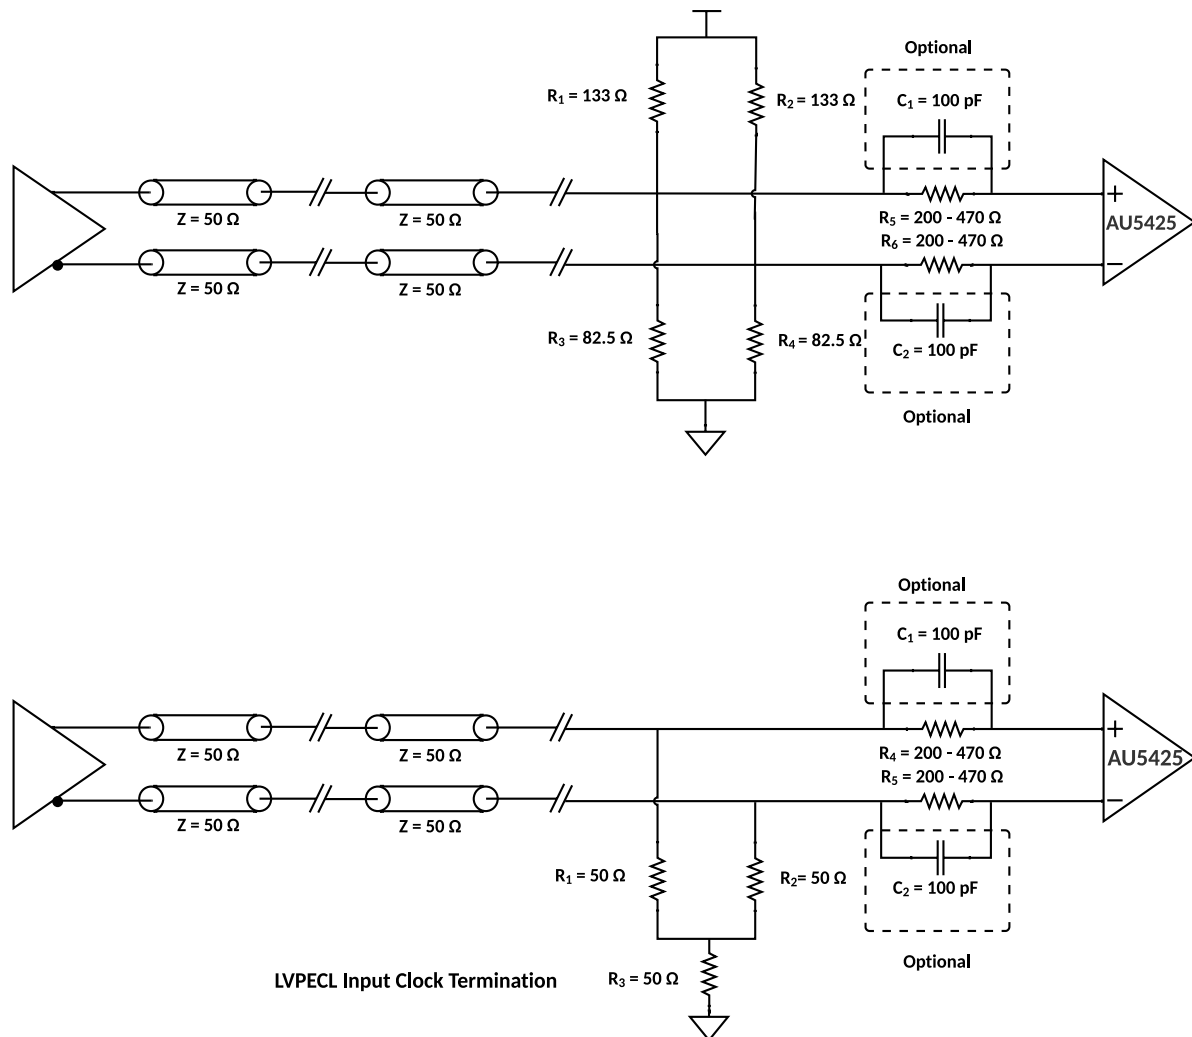 Optional
R₁ = 133 Ω
R₂ = 133 Ω
C₁ = 100 pF
Z = 50 Ω
Z = 50 Ω
R₅ = 200 - 470 Ω
+
AU5425
R₆ = 200 - 470 Ω
−
Z = 50 Ω
Z = 50 Ω
R₃ = 82.5 Ω
R₄ = 82.5 Ω
C₂ = 100 pF
Optional
Optional
C₁ = 100 pF
Z = 50 Ω
Z = 50 Ω
R₄ = 200 - 470 Ω
+
AU5425
R₅ = 200 - 470 Ω
−
Z = 50 Ω
Z = 50 Ω
R₁ = 50 Ω
R₂= 50 Ω
C₂ = 100 pF
Optional
LVPECL Input Clock Termination
R₃ = 50 Ω